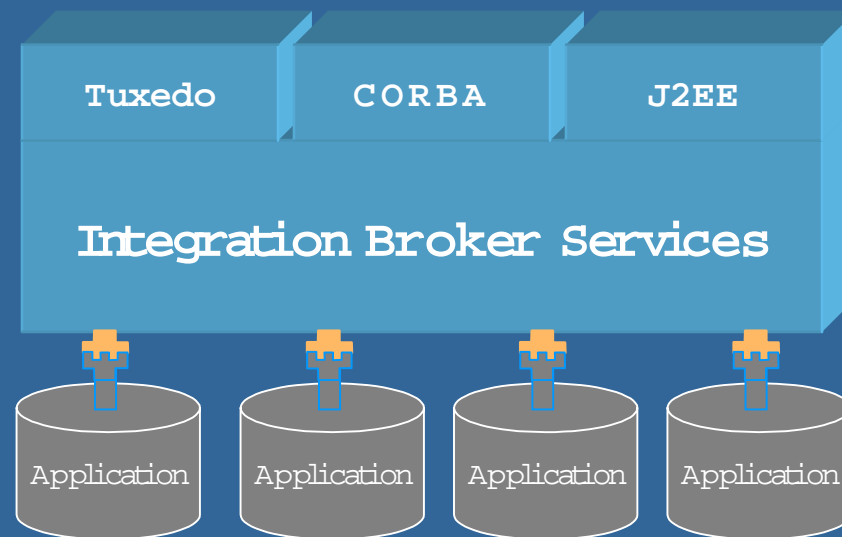 Tuxedo CORBA J2EE
Integration Broker Services
Application Application Application Application